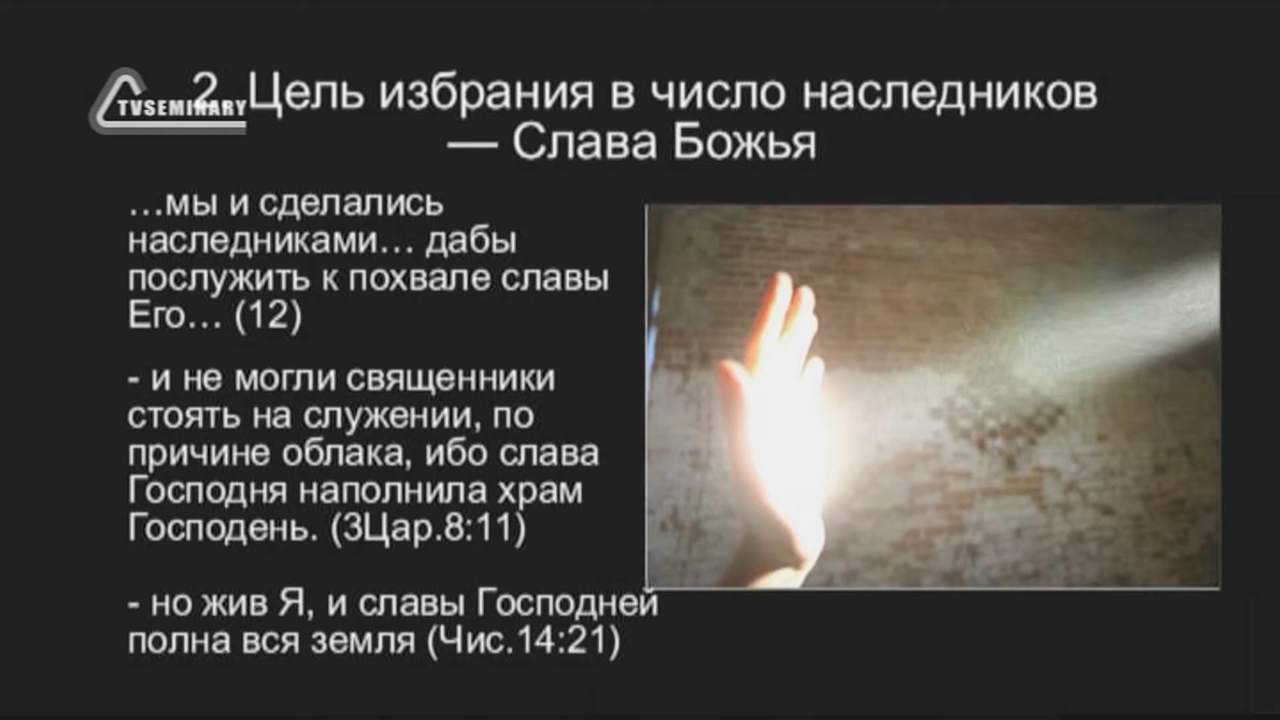 2. Цель избрания в число наследников
— Слава Божья
TVSEMINARY
…мы и сделались
наследниками… дабы
послужить к похвале славы
Его… (12)
- и не могли священники
стоять на служении, по
причине облака, ибо слава
Господня наполнила храм
Господень. (3Цар.8:11)
- но жив Я, и славы Господней
полна вся земля (Чис.14:21)